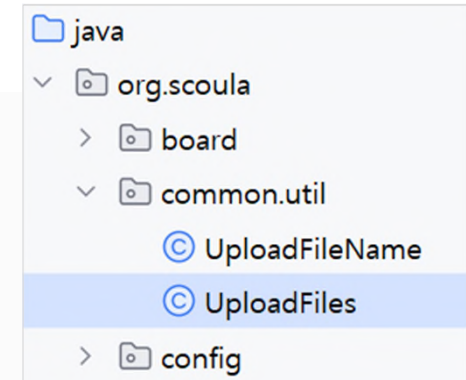 java
org.scoula
board
common.util
UploadFileName
UploadFiles
config